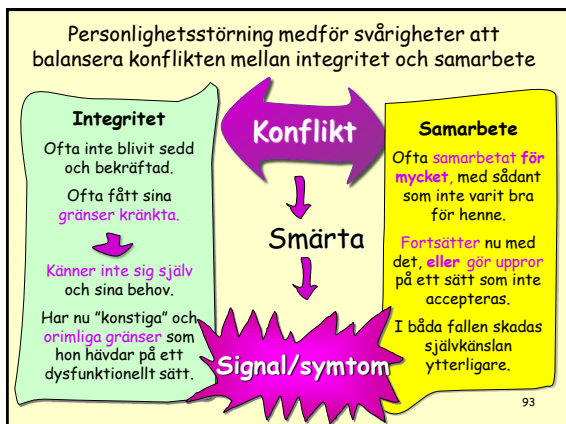 Personlighetsstörning medför svårigheter att
balansera konflikten mellan integritet och samarbete
Integritet
Ofta inte blivit sedd
och bekräftad.
Ofta fått sina
gränser kränkta.
Känner inte sig själv
och sina behov.
Har nu "konstiga" och
orimliga gränser som
hon hävdar på ett
dysfunktionellt sätt.
Konflikt
Smärta
Signal/symtom
Samarbete
Ofta samarbetat för
mycket, med sådant
som inte varit bra
för henne.
Fortsätter nu med
det, eller gör uppror
på ett sätt som inte
accepteras.
I båda fallen skadas
självkänslan
ytterligare.
93